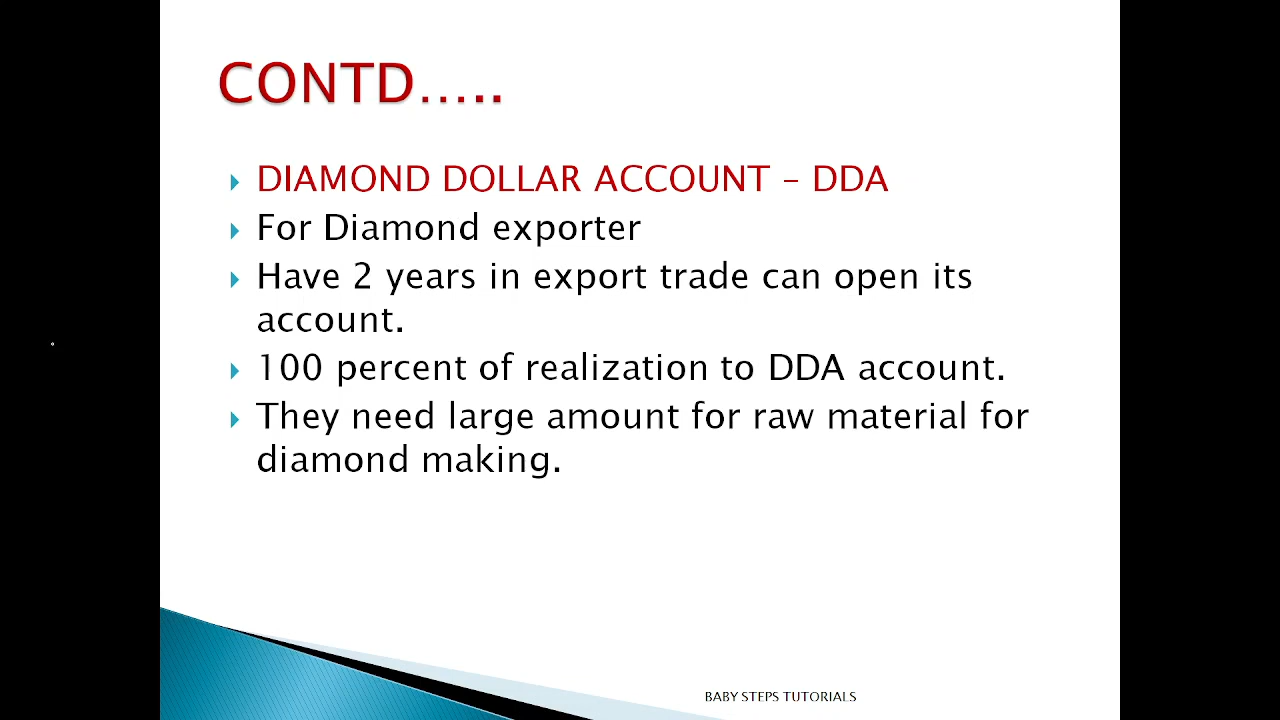 CONTD…..
DIAMOND DOLLAR ACCOUNT – DDA
For Diamond exporter
Have 2 years in export trade can open its
account.
100 percent of realization to DDA account.
They need large amount for raw material for
diamond making.
BABY STEPS TUTORIALS